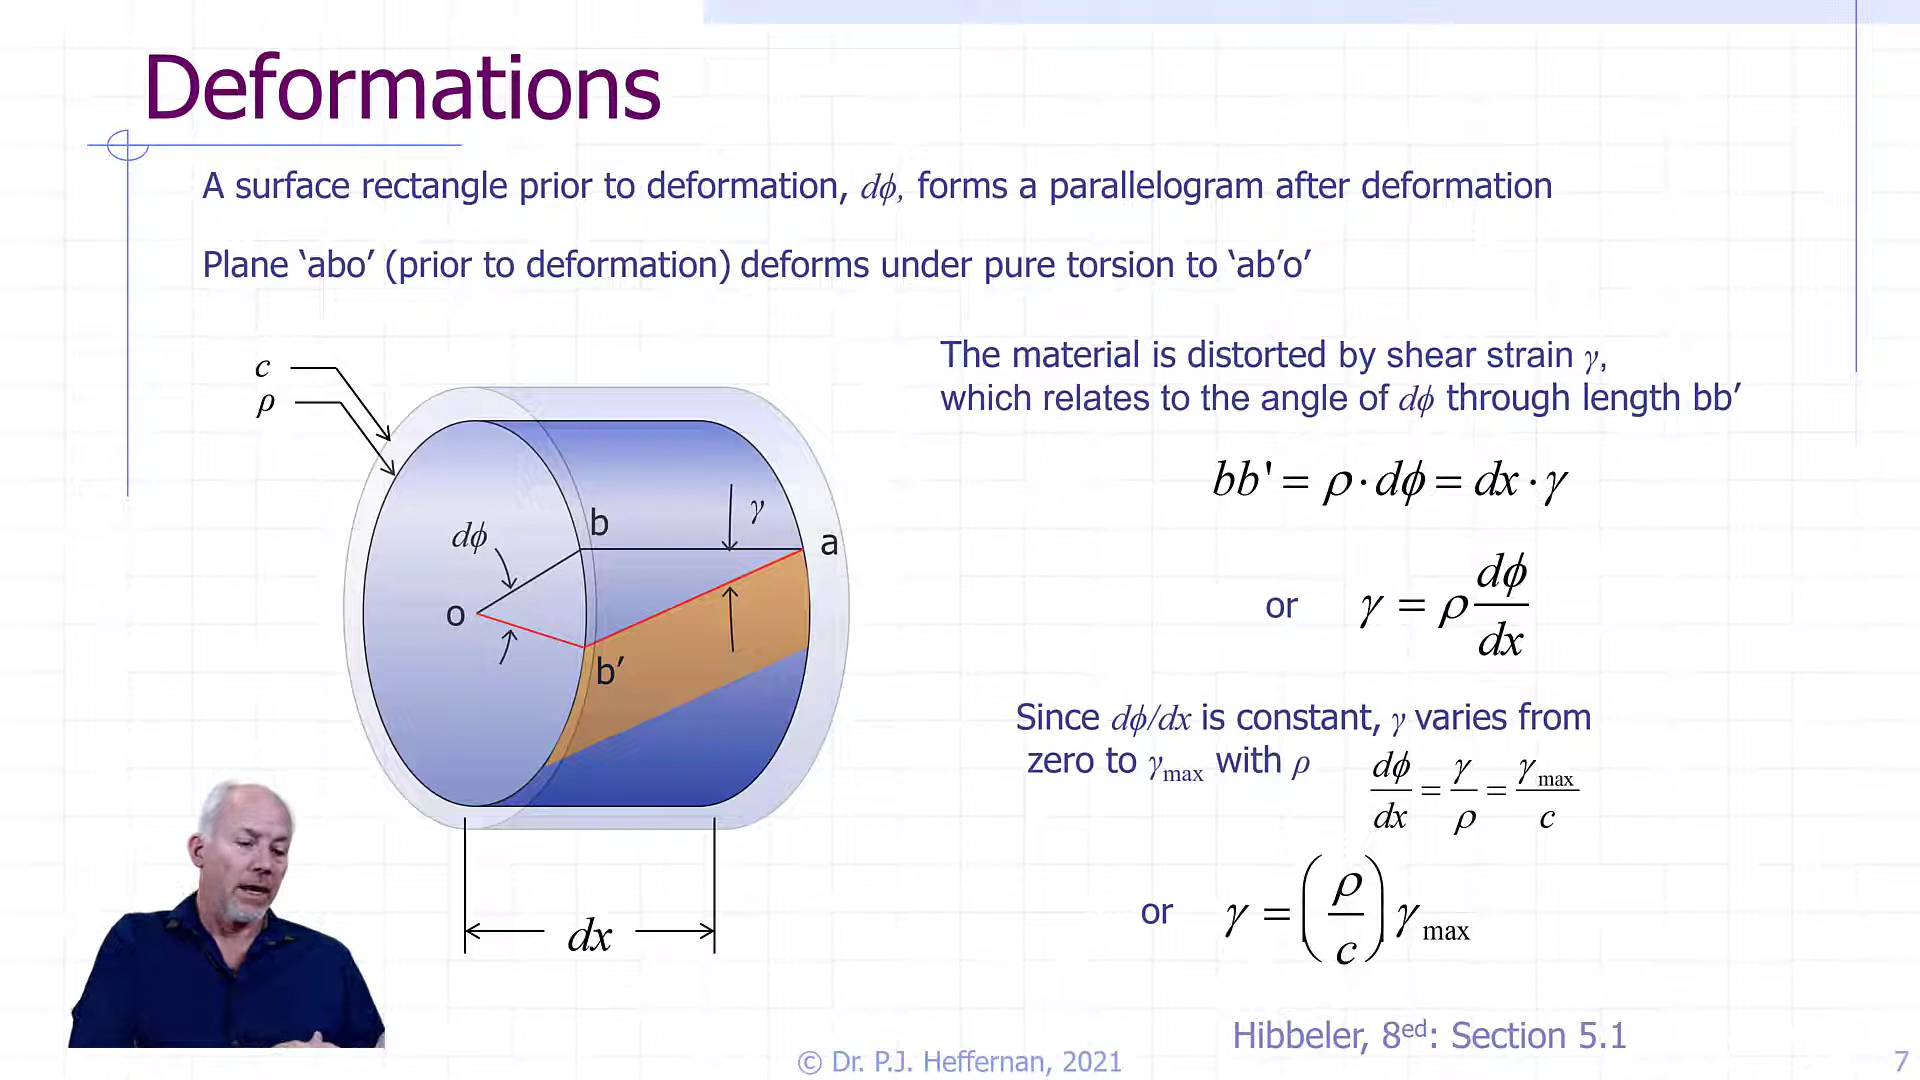 Deformations
A surface rectangle prior to deformation, dϕ, forms a parallelogram after deformation
Plane ‘abo’ (prior to deformation) deforms under pure torsion to ‘ab’o’
c
ρ
dϕ
b
γ
a
o
b’
dx
The material is distorted by shear strain γ,
which relates to the angle of dϕ through length bb’
bb' = ρ · dϕ = dx · γ
or γ = ρ dϕ/dx
Since dϕ/dx is constant, γ varies from
zero to γmax with ρ
dϕ/dx = γ/ρ = γmax/c
or γ = (ρ/c) γmax
Hibbeler, 8ed: Section 5.1
© Dr. P.J. Heffernan, 2021
7